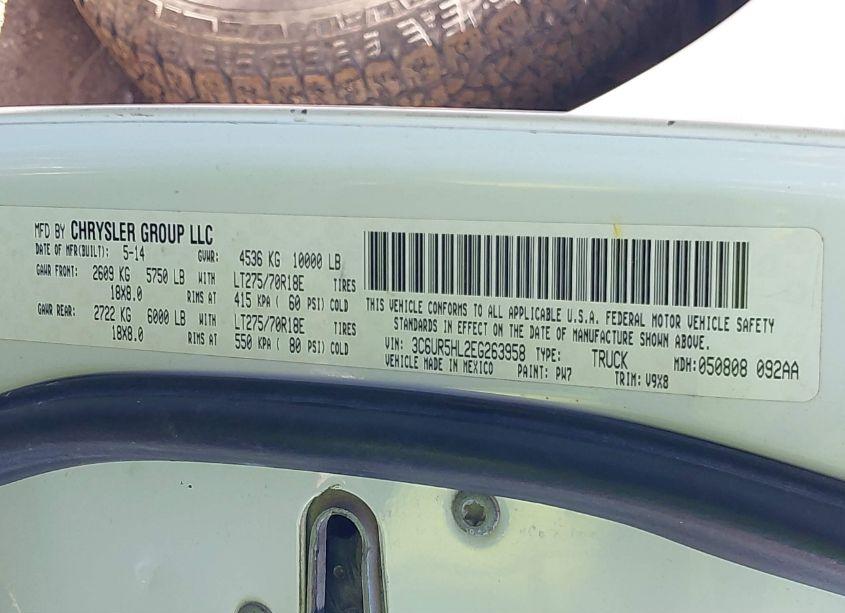 MFD BY CHRYSLER GROUP LLC
DATE OF MFR(BUILT): 5-14 GVWR: 4536 KG 10000 LB
GAWR FRONT: 2609 KG 5750 LB WITH LT275/70R18E TIRES
18X8.0 RIMS AT 415 KPA ( 60 PSI) COLD
GAWR REAR: 2722 KG 6000 LB WITH LT275/70R18E TIRES
18X8.0 RIMS AT 550 KPA ( 80 PSI) COLD
THIS VEHICLE CONFORMS TO ALL APPLICABLE U.S.A. FEDERAL MOTOR VEHICLE SAFETY
STANDARDS IN EFFECT ON THE DATE OF MANUFACTURE SHOWN ABOVE.
VIN: 3C6UR5HL2EG263958 TYPE: TRUCK MDH: 050808 092AA
VEHICLE MADE IN MEXICO PAINT: PW7 TRIM: V9X8